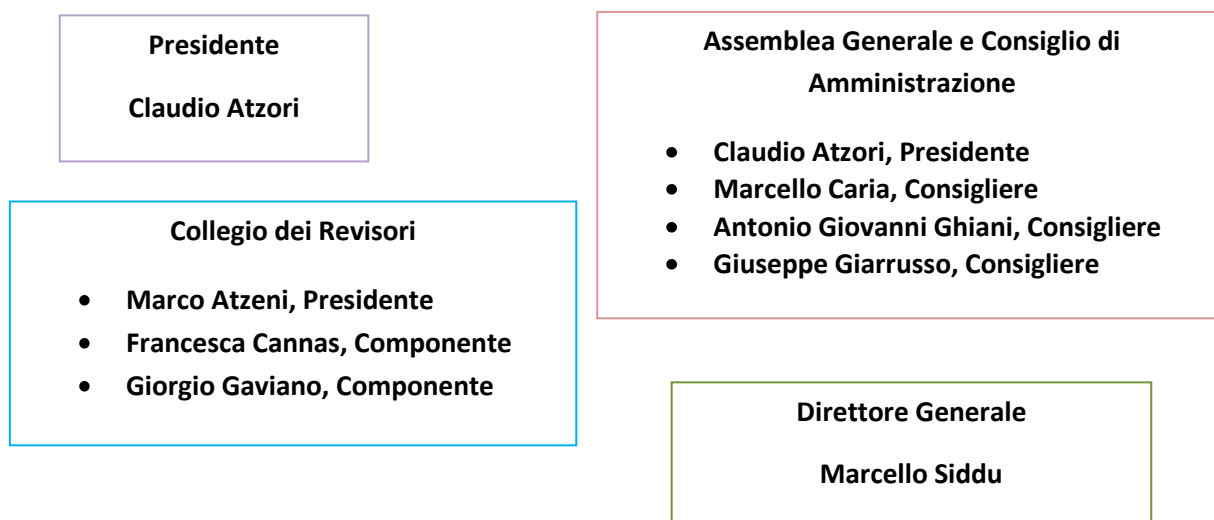 Presidente
Claudio Atzori
Assemblea Generale e Consiglio di
Amministrazione
• Claudio Atzori, Presidente
• Marcello Caria, Consigliere
• Antonio Giovanni Ghiani, Consigliere
• Giuseppe Giarrusso, Consigliere
Collegio dei Revisori
• Marco Atzeni, Presidente
• Francesca Cannas, Componente
• Giorgio Gaviano, Componente
Direttore Generale
Marcello Siddu